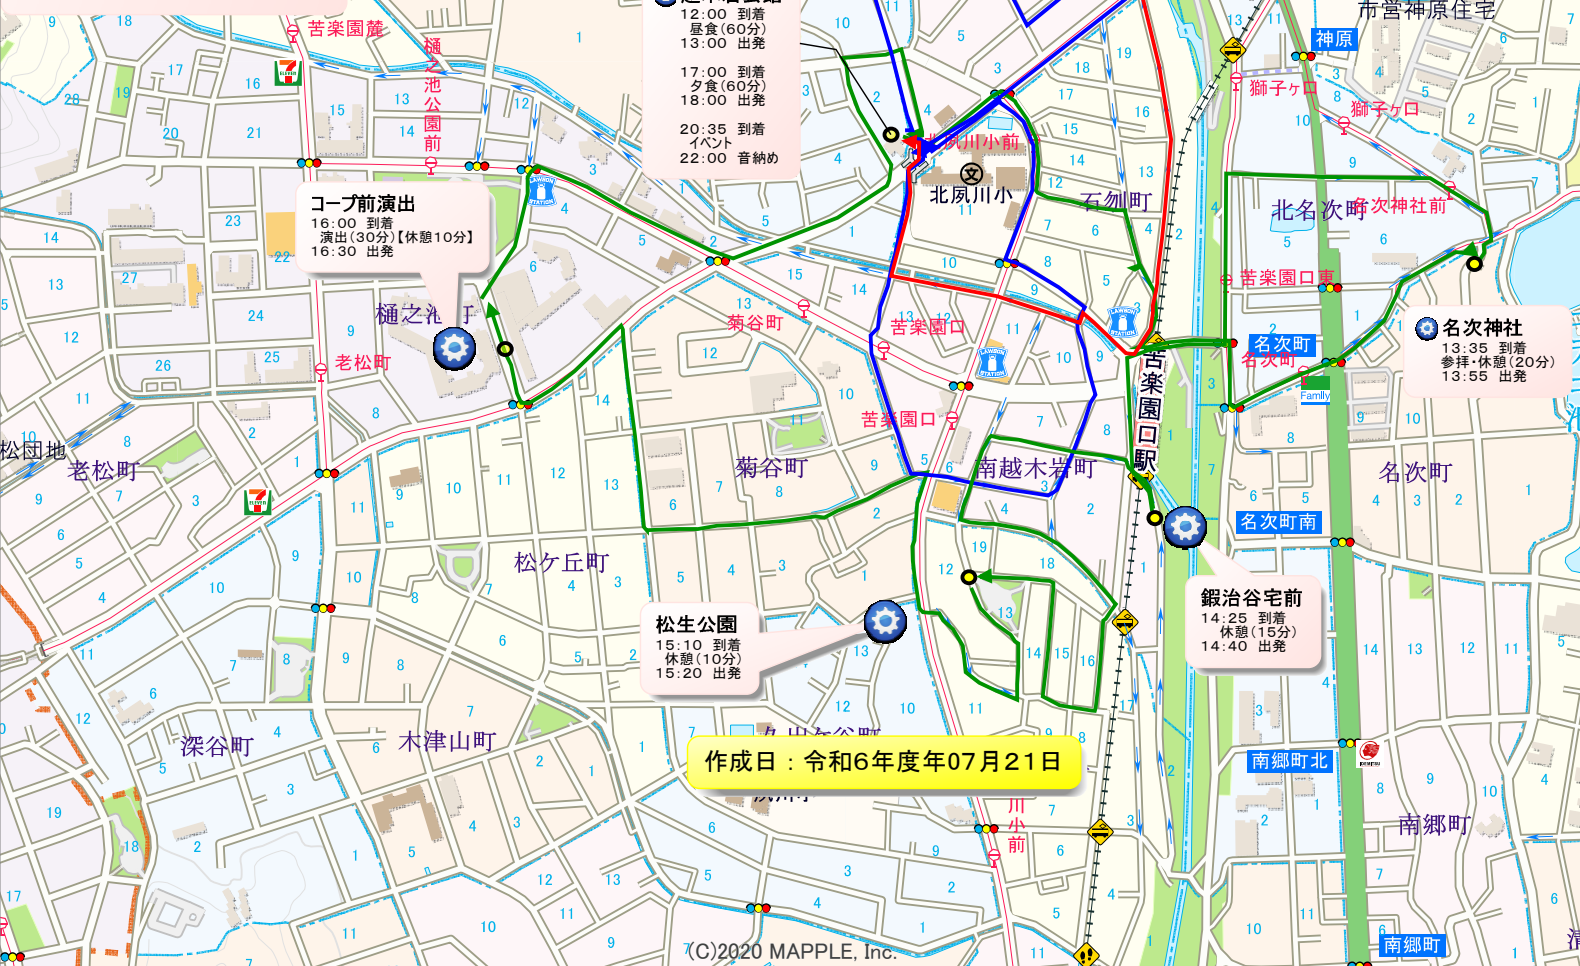 12:00 到着
昼食(60分)
13:00 出発
17:00 到着
夕食(60分)
18:00 出発
20:35 到着
イベント
22:00 音納め
コープ前演出
16:00 到着
演出(30分)【休憩10分】
16:30 出発
名次神社
13:35 到着
参拝・休憩(20分)
13:55 出発
鍛治谷宅前
14:25 到着
休憩(15分)
14:40 出発
松生公園
15:10 到着
休憩(10分)
15:20 出発
作成日：令和6年度年07月21日
苦楽園麓
樋之池公園前
市営神原住宅
神原
獅子ヶ口
獅子ヶ口
北夙川小前
北夙川小
石刎町
北名次町
名次神社前
苦楽園口東
名次町
名次町
苦楽園口
苦楽園口
苦楽園口駅
菊谷町
菊谷町
老松町
老松町
松団地
南越木岩町
名次町
名次町南
松ケ丘町
深谷町
木津山町
南郷町北
南郷町
南郷町
川小前
LAWSON STATION
LAWSON STATION
LAWSON STATION
Family
(C)2020 MAPPLE, Inc.